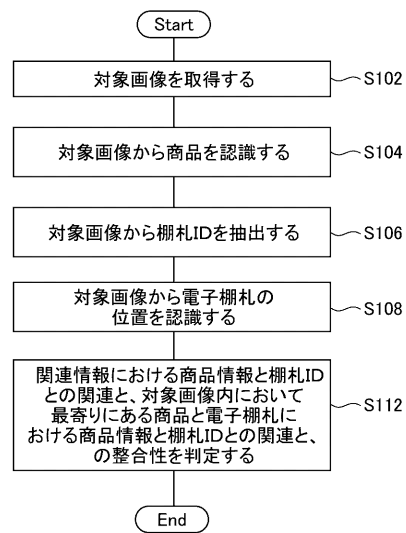 Start
対象画像を取得する
S102
対象画像から商品を認識する
S104
対象画像から棚札IDを抽出する
S106
対象画像から電子棚札の
位置を認識する
S108
関連情報における商品情報と棚札ID
との関連と、対象画像内において
最寄りにある商品と電子棚札に
おける商品情報と棚札IDとの関連と、
の整合性を判定する
S112
End